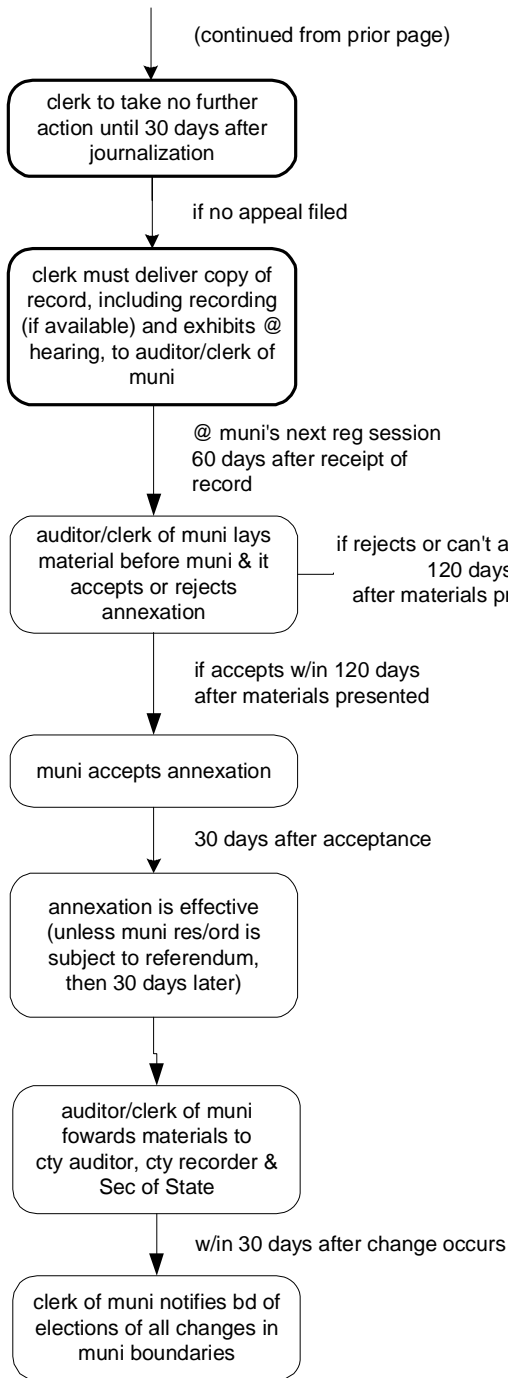 (continued from prior page)
clerk to take no further
action until 30 days after
journalization
if no appeal filed
clerk must deliver copy of
record, including recording
(if available) and exhibits @
hearing, to auditor/clerk of
muni
@ muni's next reg session
60 days after receipt of
record
auditor/clerk of muni lays
material before muni & it
accepts or rejects
annexation
if rejects or can't a
120 days
after materials pr
if accepts w/in 120 days
after materials presented
muni accepts annexation
30 days after acceptance
annexation is effective
(unless muni res/ord is
subject to referendum,
then 30 days later)
auditor/clerk of muni
fowards materials to
cty auditor, cty recorder &
Sec of State
w/in 30 days after change occurs
clerk of muni notifies bd of
elections of all changes in
muni boundaries